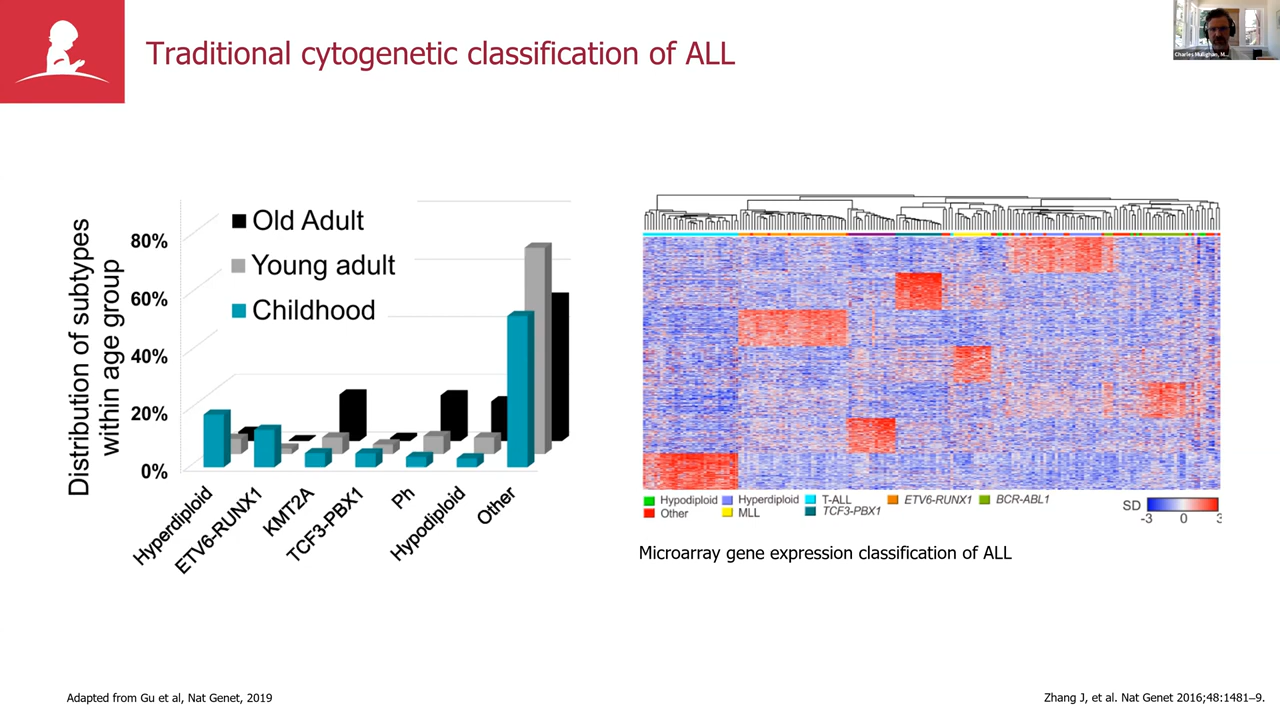 Traditional cytogenetic classification of ALL
Charles Mullighan, M...
Distribution of subtypes
within age group
80%
60%
40%
20%
0%
Old Adult
Young adult
Childhood
Hyperdiploid
ETV6-RUNX1
KMT2A
TCF3-PBX1
Ph
Hypodiploid
Other
Hypodiploid Hyperdiploid T-ALL ETV6-RUNX1 BCR-ABL1
Other MLL TCF3-PBX1
SD
-3 0 3
Microarray gene expression classification of ALL
Adapted from Gu et al, Nat Genet, 2019
Zhang J, et al. Nat Genet 2016;48:1481–9.